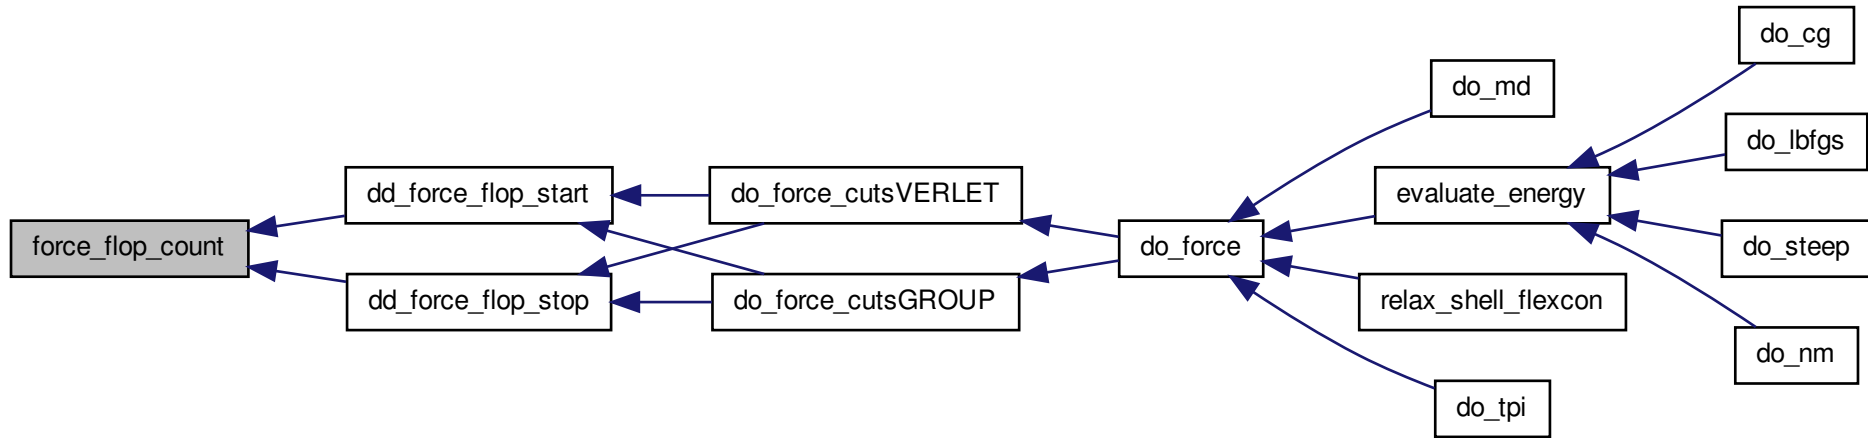 force_flop_count
dd_force_flop_start
dd_force_flop_stop
do_force_cutsVERLET
do_force_cutsGROUP
do_force
do_md
evaluate_energy
relax_shell_flexcon
do_tpi
do_cg
do_lbfgs
do_steep
do_nm